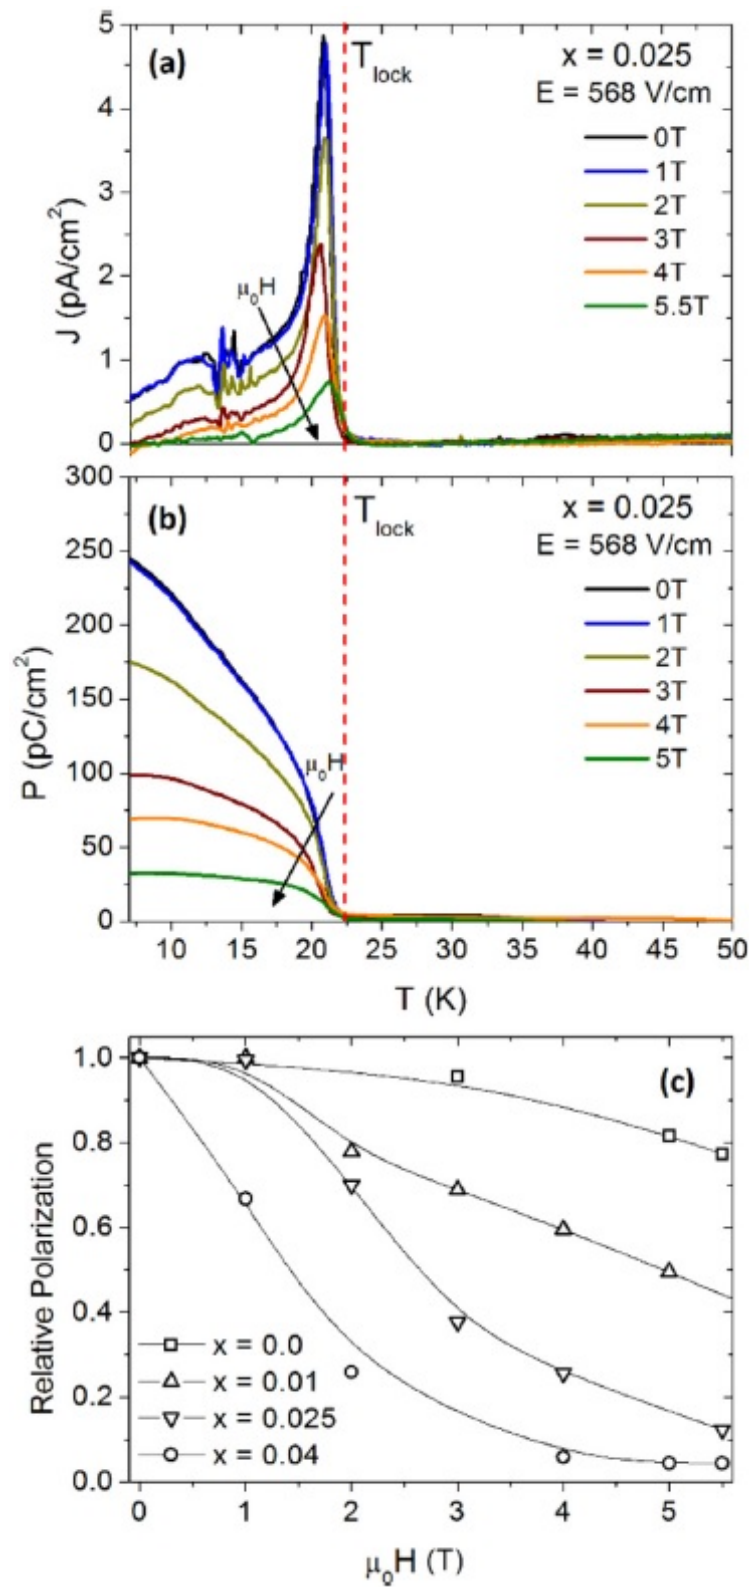 5
(a)
T_lock
x = 0.025
E = 568 V/cm
0T
1T
2T
3T
4T
5.5T
4
3
2
1
0
J (pA/cm²)
μ₀H
300
(b)
T_lock
x = 0.025
E = 568 V/cm
0T
1T
2T
3T
4T
5T
250
200
150
100
50
0
P (pC/cm²)
μ₀H
10 15 20 25 30 35 40 45 50
T (K)
1.0
(c)
0.8
0.6
0.4
0.2
0.0
Relative Polarization
x = 0.0
x = 0.01
x = 0.025
x = 0.04
0 1 2 3 4 5
μ₀H (T)